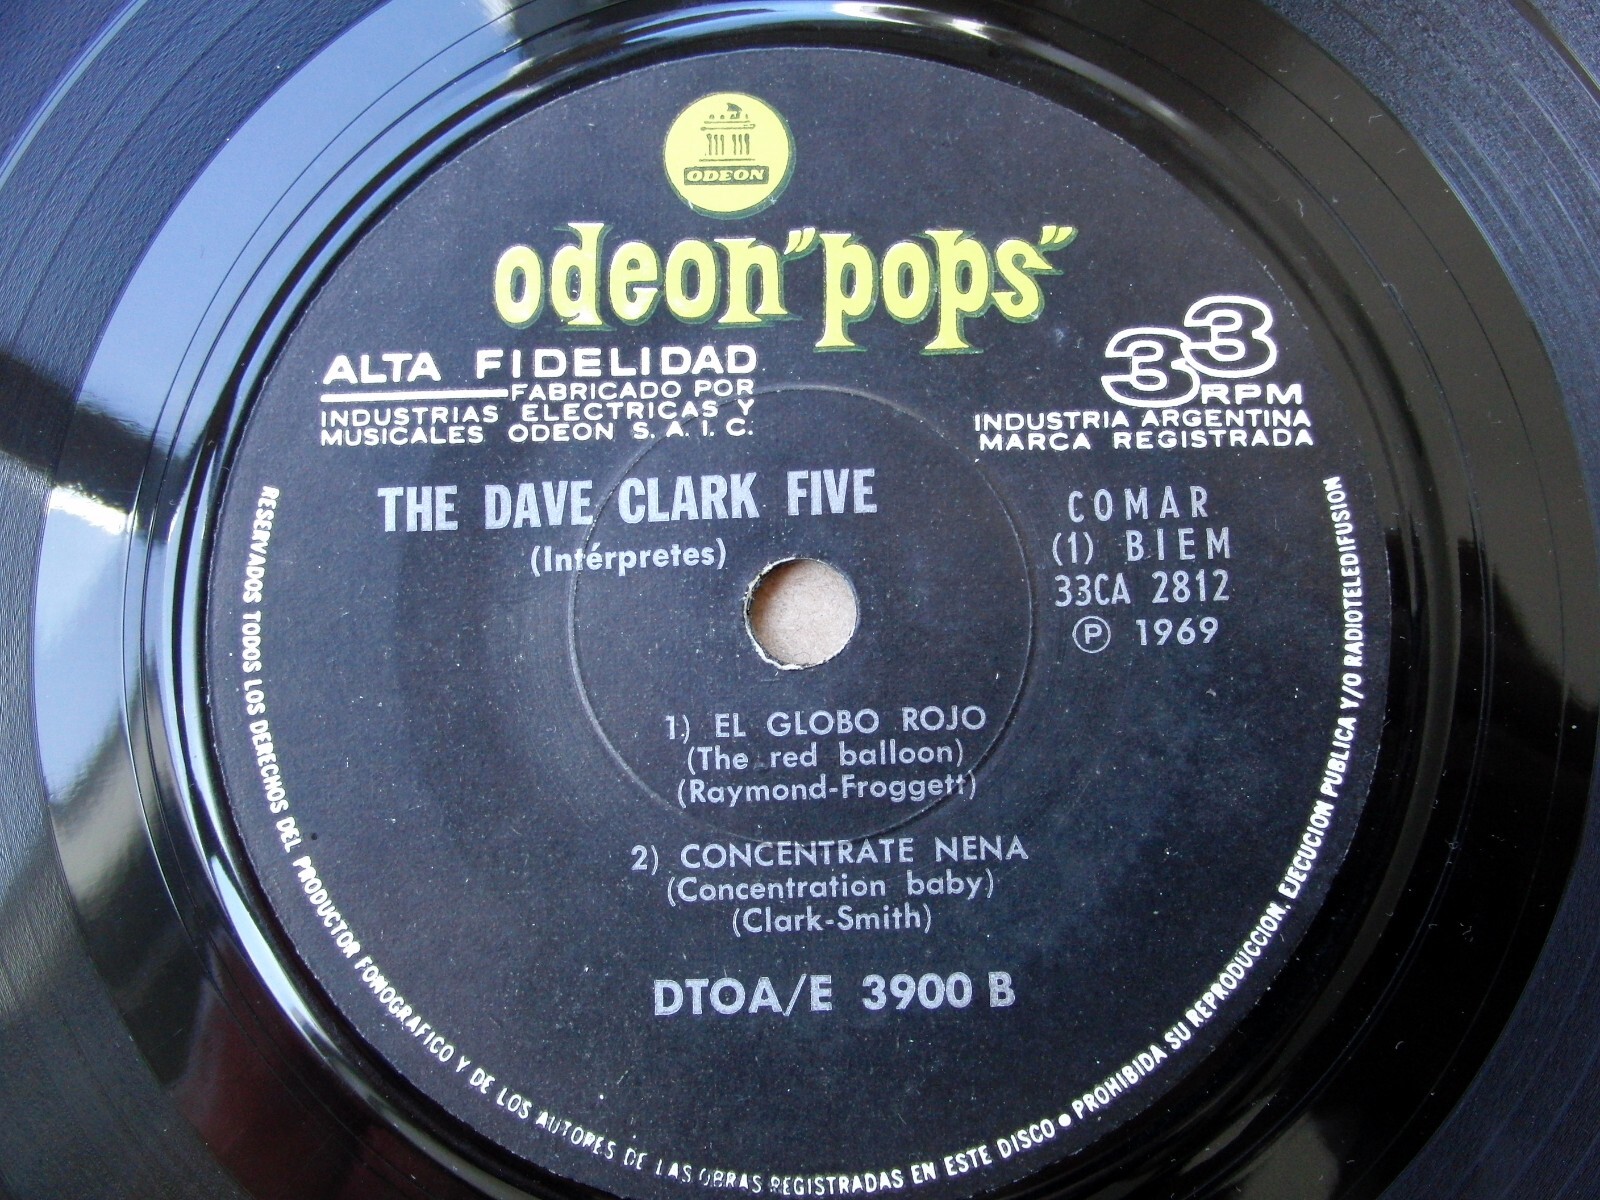 ODEON
odeon "pops"
ALTA FIDELIDAD
FABRICADO POR
INDUSTRIAS ELECTRICAS Y
MUSICALES ODEON S. A. I. C.
33
RPM
INDUSTRIA ARGENTINA
MARCA REGISTRADA
THE DAVE CLARK FIVE
(Intérpretes)
COMAR
(1) BIEM
33CA 2812
Ⓟ 1969
1) EL GLOBO ROJO
(The red balloon)
(Raymond-Froggett)
2) CONCENTRATE NENA
(Concentration baby)
(Clark-Smith)
DTOA/E 3900 B
RESERVADOS TODOS LOS DERECHOS DEL PRODUCTOR FONOGRAFICO Y DE LOS AUTORES DE LAS OBRAS REGISTRADAS EN ESTE DISCO • PROHIBIDA SU REPRODUCCION, EJECUCION PUBLICA Y/O RADIOTELEDIFUSION